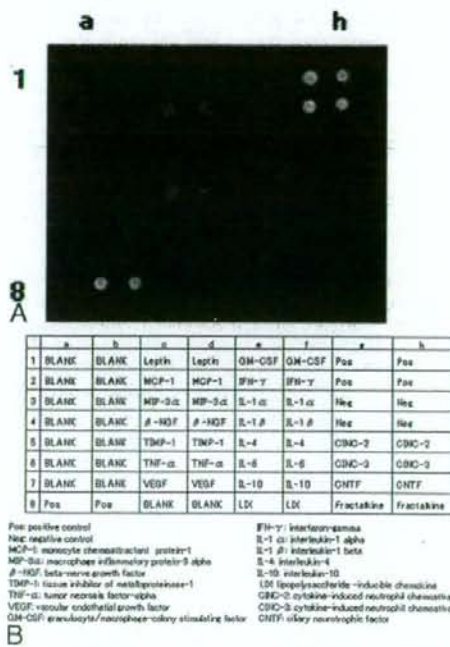 a h
1
8
A
a b c d e f g h
1 BLANK BLANK Leptin Leptin GM-CSF GM-CSF Pos Pos
2 BLANK BLANK MCP-1 MCP-1 IFN-γ IFN-γ Pos Pos
3 BLANK BLANK MIP-3α MIP-3α IL-1α IL-1α Neg Neg
4 BLANK BLANK β-NGF β-NGF IL-1β IL-1β Neg Neg
5 BLANK BLANK TIMP-1 TIMP-1 IL-4 IL-4 CINC-2 CINC-2
6 BLANK BLANK TNF-α TNF-α IL-6 IL-6 CINC-3 CINC-3
7 BLANK BLANK VEGF VEGF IL-10 IL-10 CNTF CNTF
8 Pos Pos BLANK BLANK LIX LIX Fractalkine Fractalkine
Pos: positive control
Neg: negative control
MCP-1: monocyte chemoattractant protein-1
MIP-3α: macrophage inflammatory protein-3 alpha
β-NGF: beta-nerve growth factor
TIMP-1: tissue inhibitor of metalloproteinase-1
TNF-α: tumor necrosis factor-alpha
VEGF: vascular endothelial growth factor
GM-CSF: granulocyte/macrophage-colony stimulating factor
IFN-γ: interferon-gamma
IL-1α: interleukin-1 alpha
IL-1β: interleukin-1 beta
IL-4: interleukin-4
IL-10: interleukin-10
LIX: lipopolysaccharide-inducible chemokine
CINC-2: cytokine-induced neutrophil chemoattra
CINC-3: cytokine-induced neutrophil chemoattra
CNTF: ciliary neurotrophic factor
B